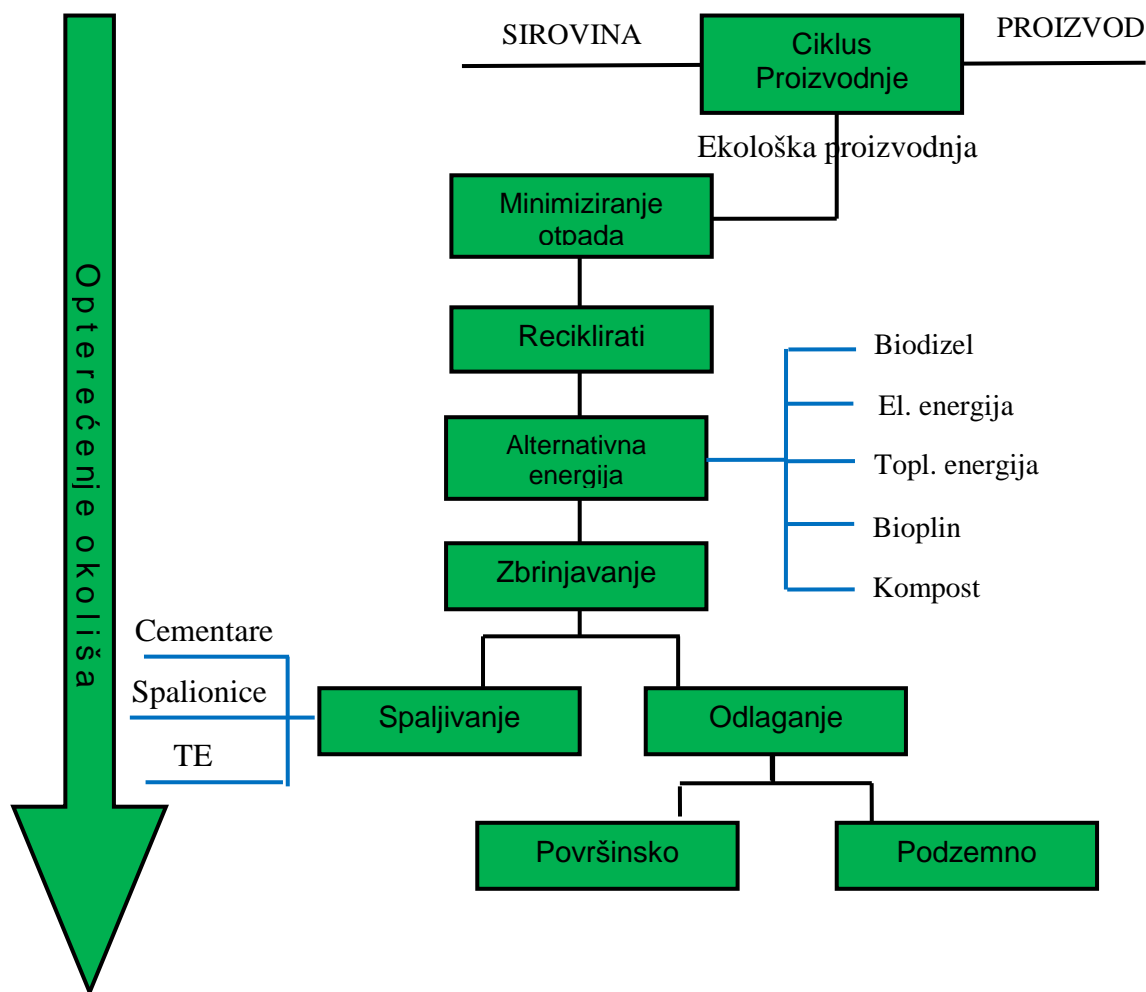 SIROVINA
Ciklus
Proizvodnje
PROIZVOD
Ekološka proizvodnja
Minimiziranje
otpada
Reciklirati
Alternativna
energija
Biodizel
El. energija
Topl. energija
Bioplin
Kompost
Zbrinjavanje
Cementare
Spalionice
TE
Spaljivanje
Odlaganje
Površinsko
Podzemno
Opterećenje okoliša